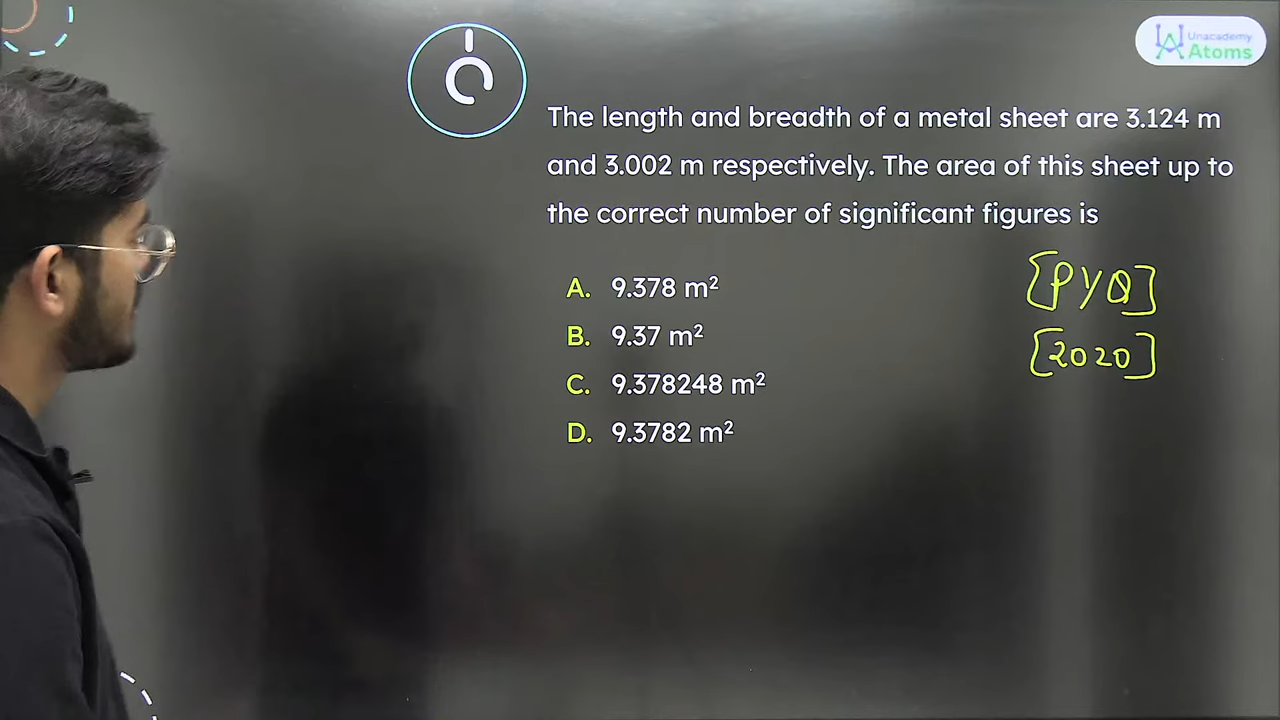 Unacademy
Atoms
The length and breadth of a metal sheet are 3.124 m
and 3.002 m respectively. The area of this sheet up to
the correct number of significant figures is
[PYQ]
A. 9.378 m²
B. 9.37 m²
[2020]
C. 9.378248 m²
D. 9.3782 m²